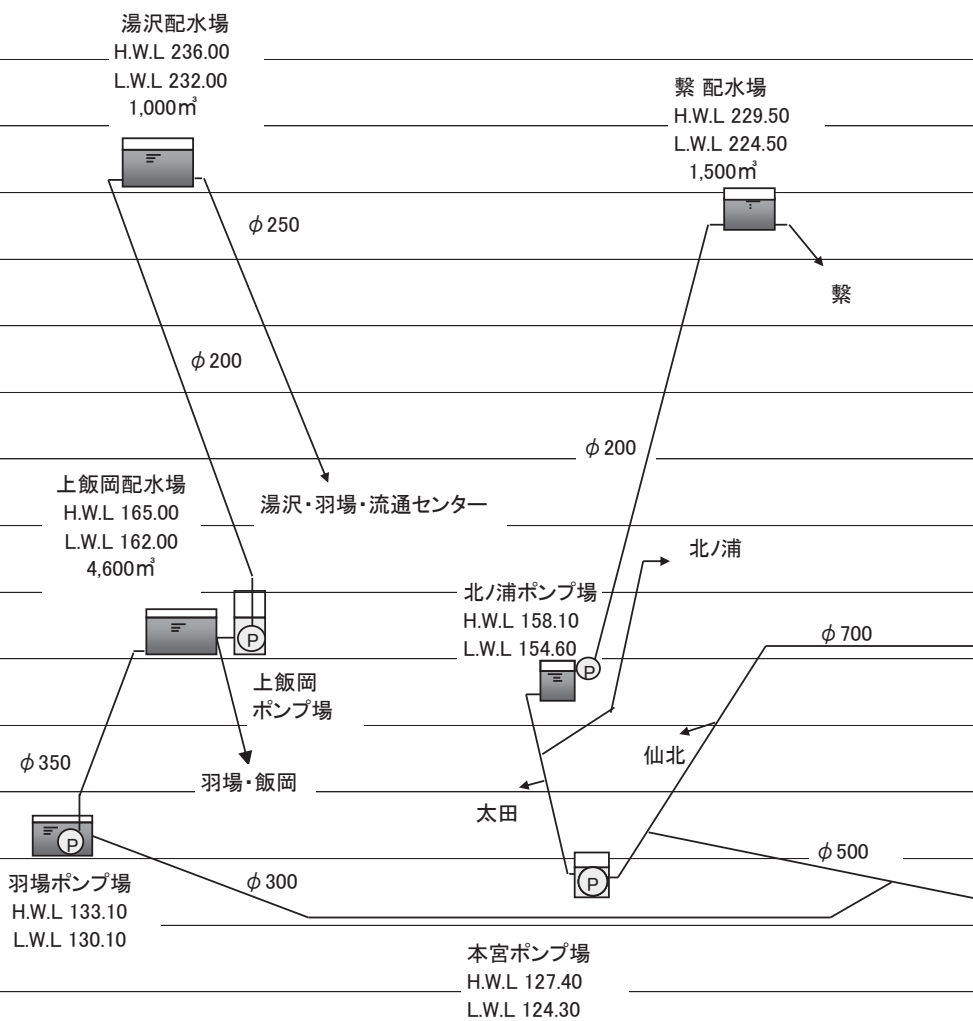 湯沢配水場
H.W.L 236.00
L.W.L 232.00
1,000㎥
繋 配水場
H.W.L 229.50
L.W.L 224.50
1,500㎥
φ250
繋
φ200
φ200
上飯岡配水場
H.W.L 165.00
L.W.L 162.00
4,600㎥
湯沢・羽場・流通センター
北ノ浦
北ノ浦ポンプ場
H.W.L 158.10
L.W.L 154.60
φ700
P
P
上飯岡
ポンプ場
仙北
φ350
羽場・飯岡
太田
P
φ500
P
φ300
羽場ポンプ場
H.W.L 133.10
L.W.L 130.10
本宮ポンプ場
H.W.L 127.40
L.W.L 124.30